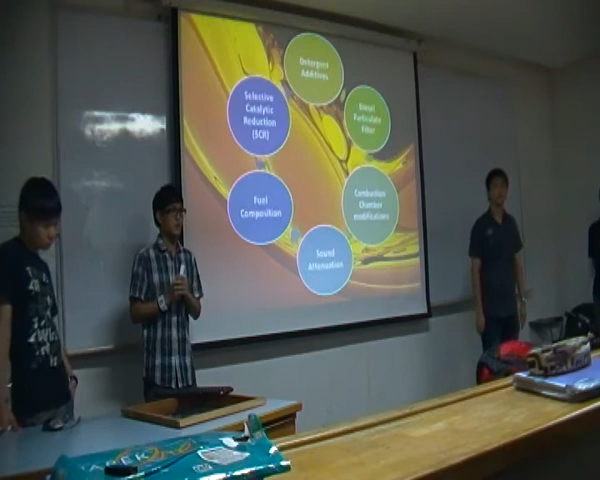 Detergent
Additives
Diesel
Particulate
Filter
Combustion
Chamber
modifications
Sound
Attenuation
Fuel
Composition
Selective
Catalytic
Reduction
(SCR)